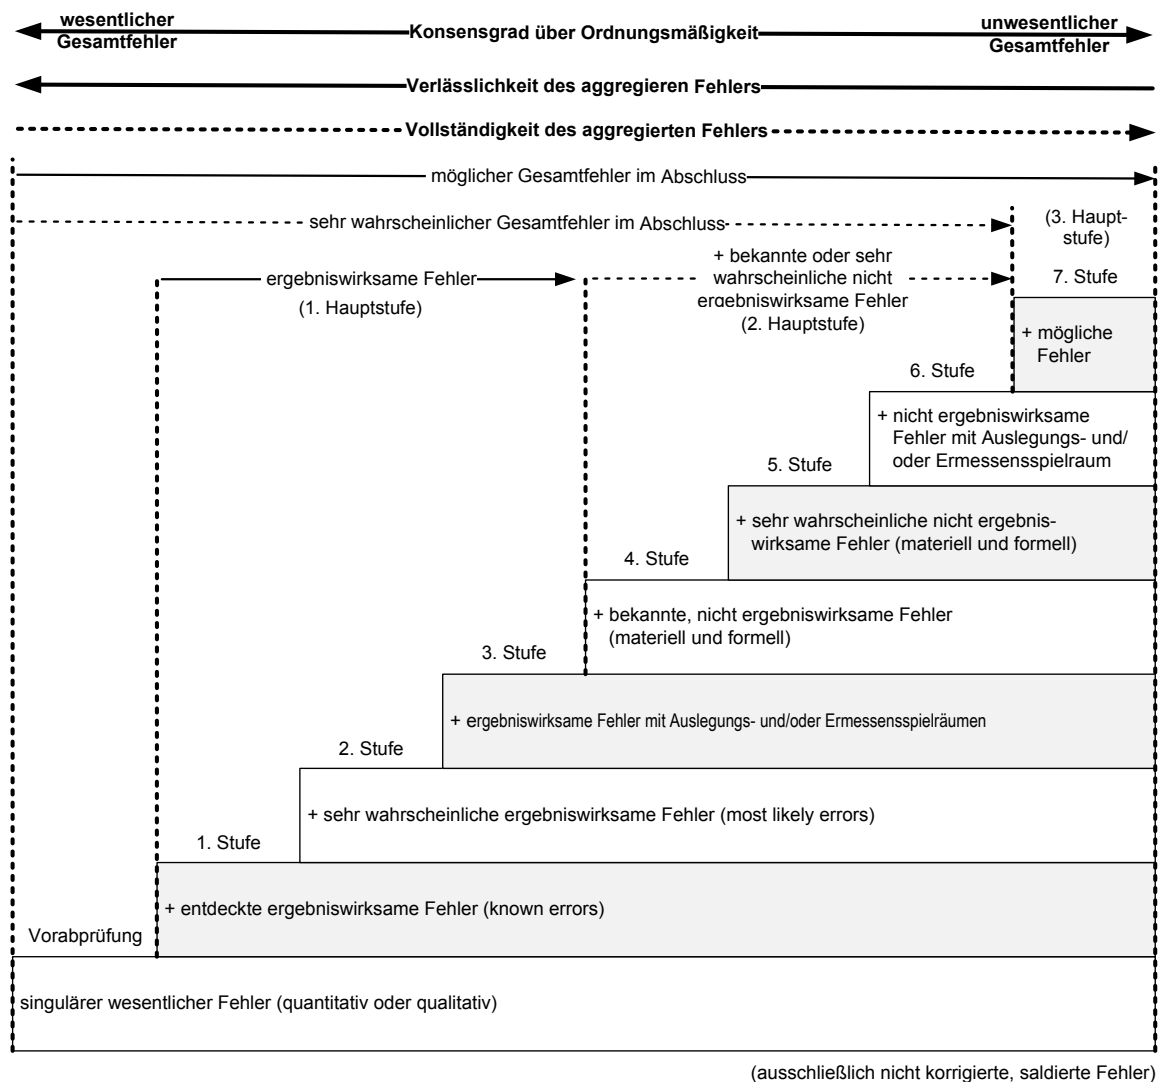 wesentlicher
Gesamtfehler
Konsensgrad über Ordnungsmäßigkeit
unwesentlicher
Gesamtfehler
Verlässlichkeit des aggregieren Fehlers
Vollständigkeit des aggregierten Fehlers
möglicher Gesamtfehler im Abschluss
sehr wahrscheinlicher Gesamtfehler im Abschluss
(3. Haupt-
stufe)
ergebniswirksame Fehler
(1. Hauptstufe)
+ bekannte oder sehr
wahrscheinliche nicht
ergebniswirksame Fehler
(2. Hauptstufe)
7. Stufe
+ mögliche
Fehler
6. Stufe
+ nicht ergebniswirksame
Fehler mit Auslegungs- und/
oder Ermessensspielraum
5. Stufe
+ sehr wahrscheinliche nicht ergebnis-
wirksame Fehler (materiell und formell)
4. Stufe
+ bekannte, nicht ergebniswirksame Fehler
(materiell und formell)
3. Stufe
+ ergebniswirksame Fehler mit Auslegungs- und/oder Ermessensspielräumen
2. Stufe
+ sehr wahrscheinliche ergebniswirksame Fehler (most likely errors)
1. Stufe
+ entdeckte ergebniswirksame Fehler (known errors)
Vorabprüfung
singulärer wesentlicher Fehler (quantitativ oder qualitativ)
(ausschließlich nicht korrigierte, saldierte Fehler)